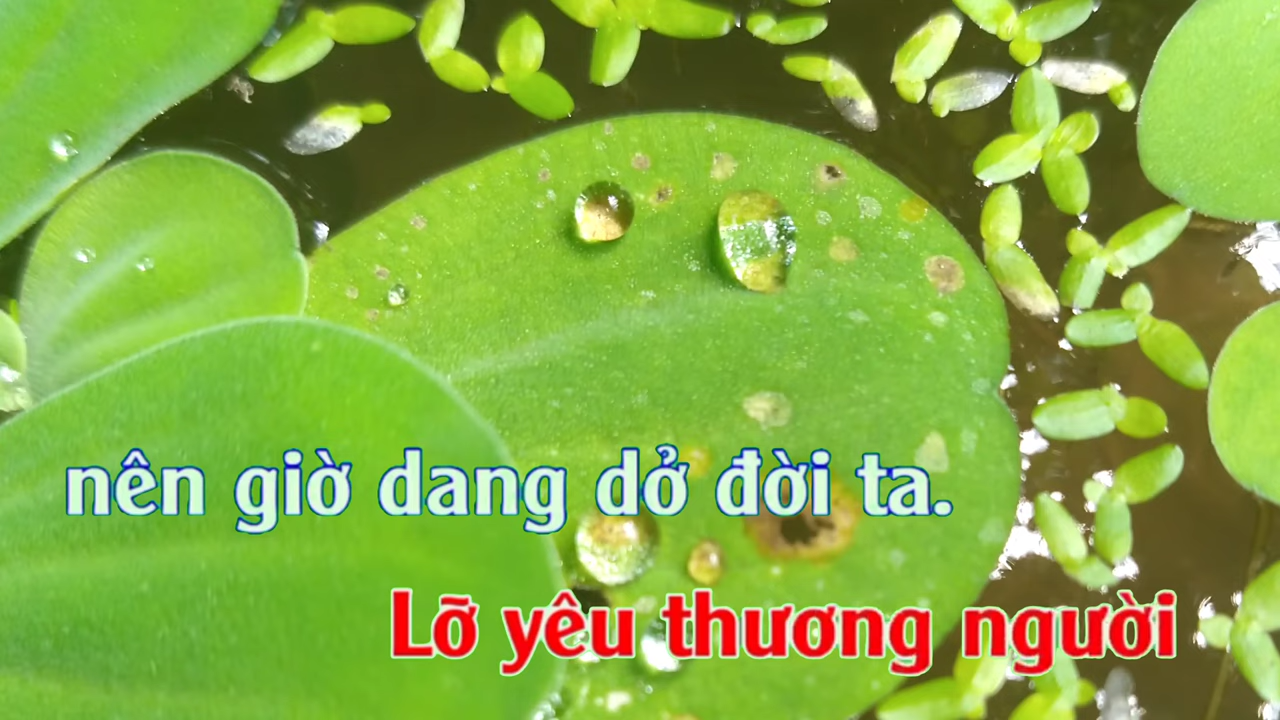 nên giờ dang dở đời ta.
Lỡ yêu thương người